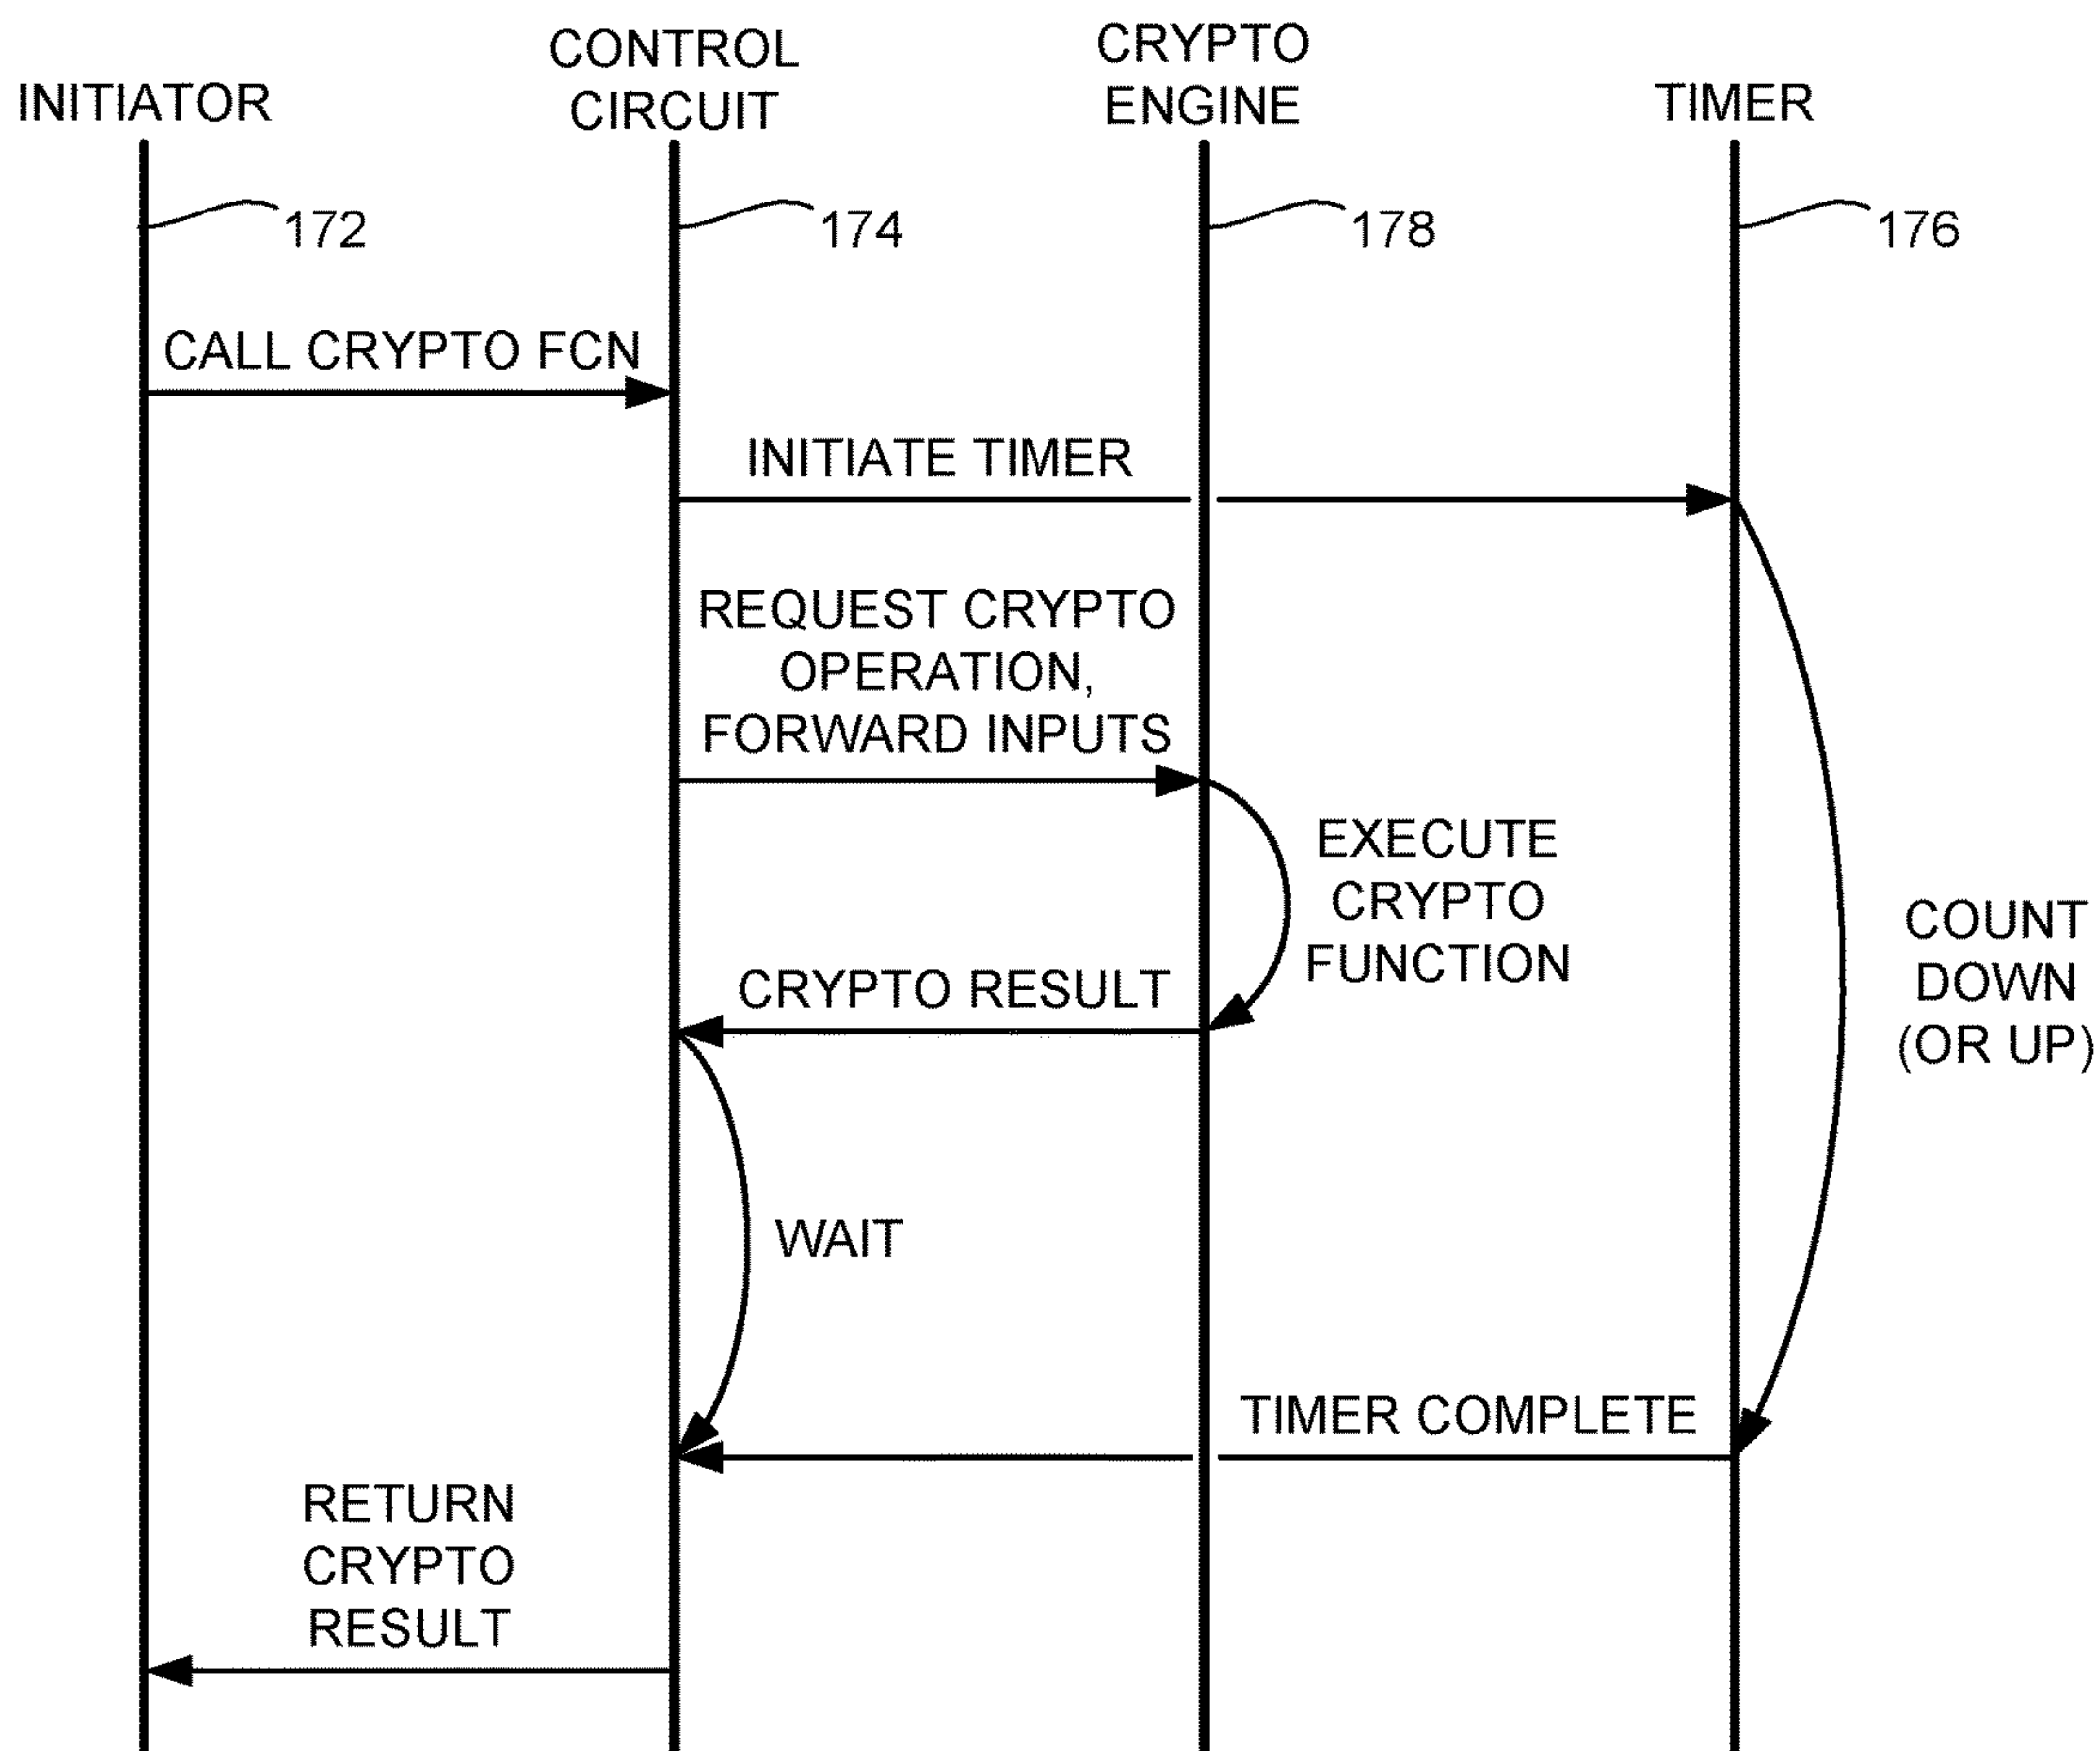 INITIATOR
CONTROL
CIRCUIT
CRYPTO
ENGINE
TIMER
172
174
178
176
CALL CRYPTO FCN
INITIATE TIMER
REQUEST CRYPTO
OPERATION,
FORWARD INPUTS
EXECUTE
CRYPTO
FUNCTION
COUNT
DOWN
(OR UP)
CRYPTO RESULT
WAIT
TIMER COMPLETE
RETURN
CRYPTO
RESULT